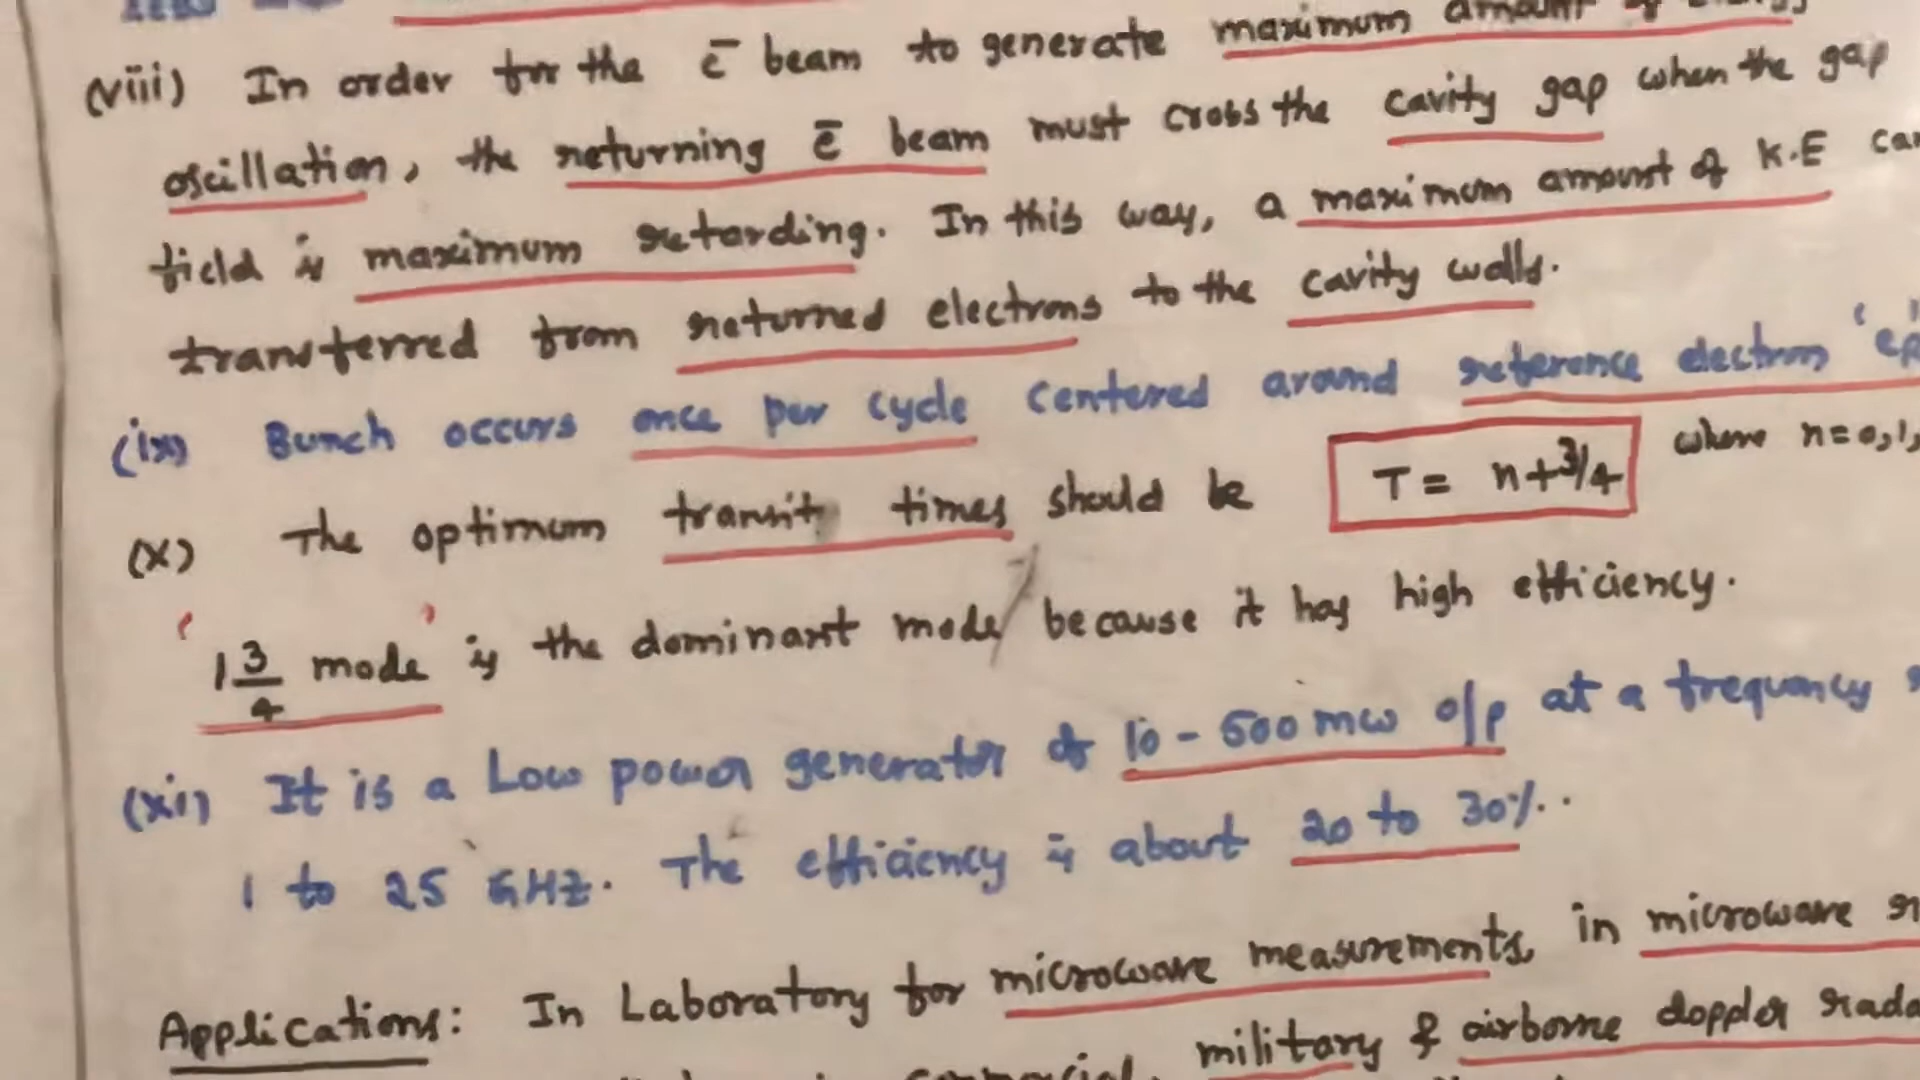 (viii) In order for the e̅ beam to generate maximum amount of
oscillation, the returning e̅ beam must cross the cavity gap when the gap
field is maximum retarding. In this way, a maximum amount of K.E
transferred from returned electrons to the cavity walls.
(ix) Bunch occurs once per cycle centered around reference electron
(x) The optimum transit times should be T = n+3/4 where n=0,1,
'1 3/4 mode' is the dominant mode because it has high efficiency.
(xi) It is a Low power generator of 10 - 500 mw o/p at a frequency
1 to 25 GHz. The efficiency is about 20 to 30%.
Applications: In Laboratory for microwave measurements, in microwave
commercial, military & airborne doppler